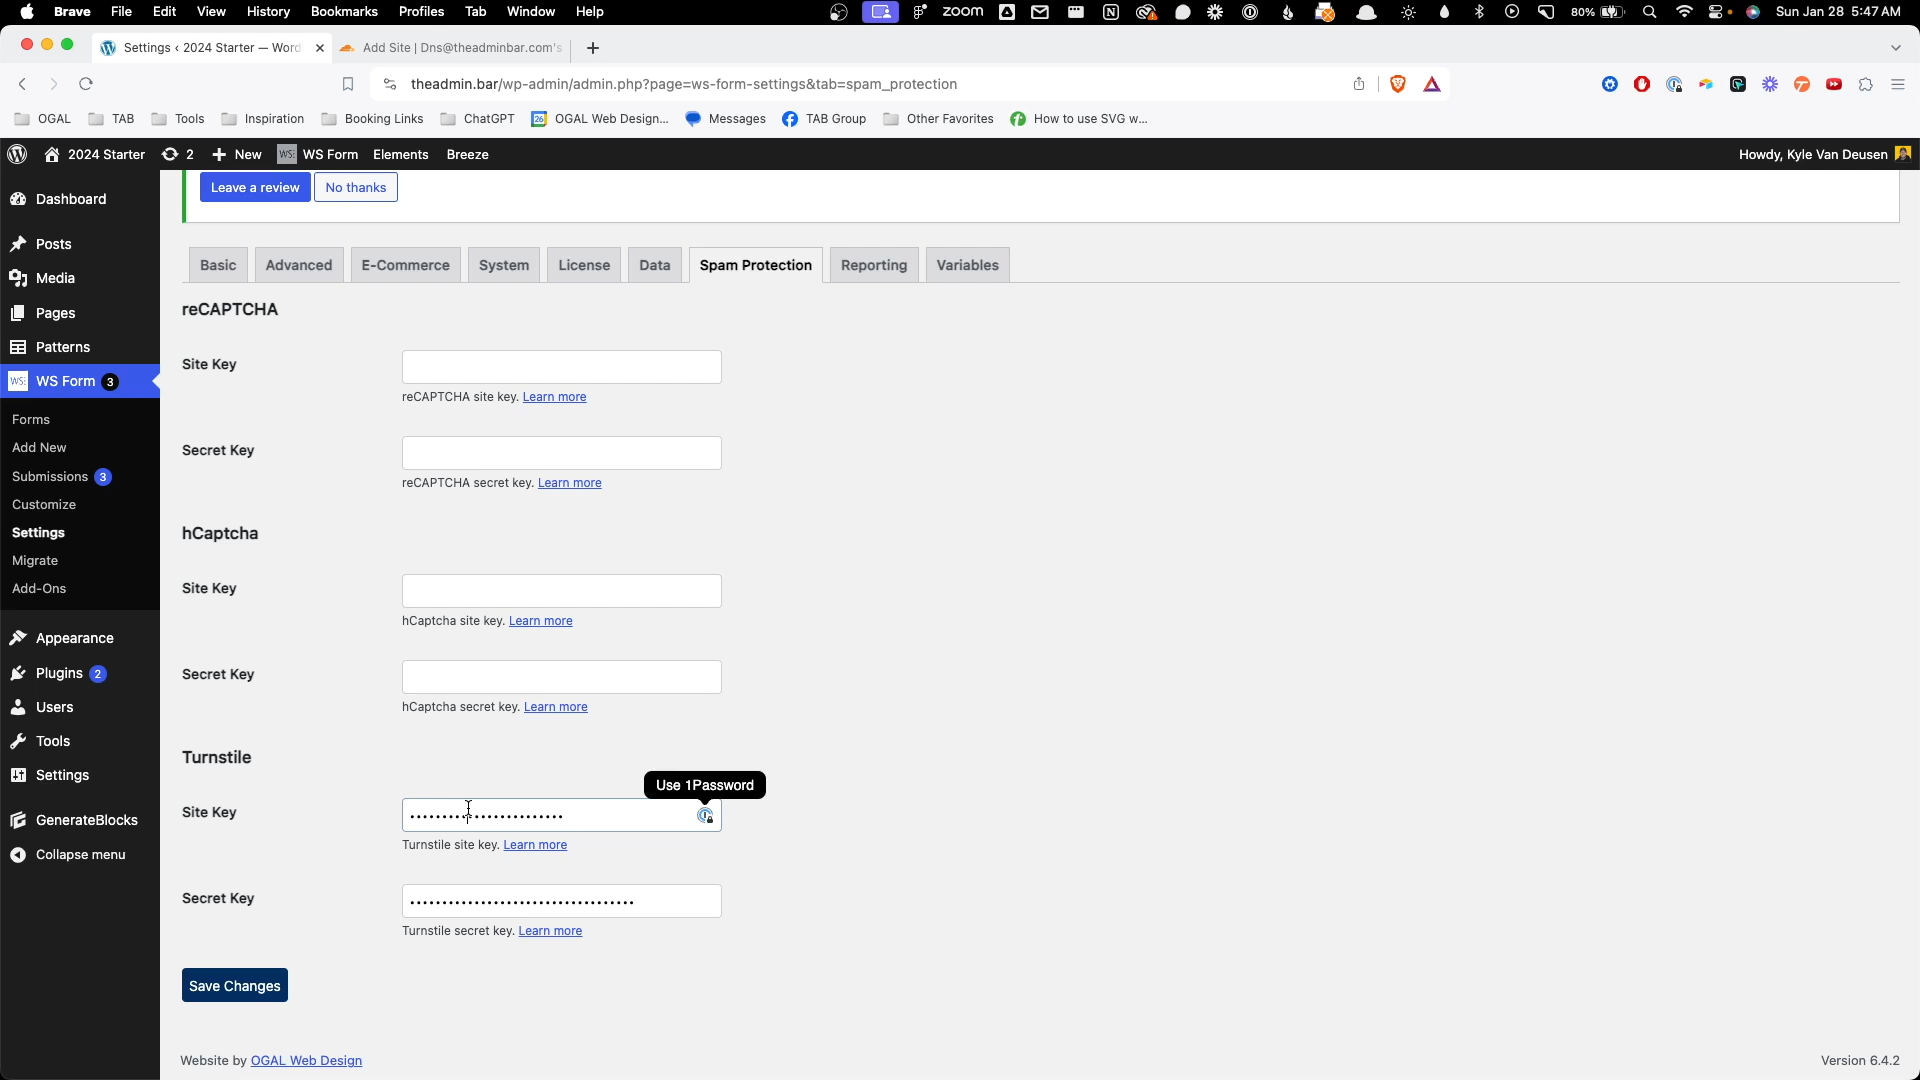 Brave File Edit View History Bookmarks Profiles Tab Window Help zoom 80% Sun Jan 28 5:47 AM
Settings ‹ 2024 Starter — Word Add Site | Dns@theadminbar.com's
theadmin.bar/wp-admin/admin.php?page=ws-form-settings&tab=spam_protection
OGAL TAB Tools Inspiration Booking Links ChatGPT 26 OGAL Web Design... Messages TAB Group Other Favorites How to use SVG w...
2024 Starter 2 New WS: WS Form Elements Breeze Howdy, Kyle Van Deusen
Leave a review No thanks
Dashboard
Posts
Media
Pages
Patterns
WS: WS Form 3
Forms
Add New
Submissions 3
Customize
Settings
Migrate
Add-Ons
Appearance
Plugins 2
Users
Tools
Settings
GenerateBlocks
Collapse menu
Basic Advanced E-Commerce System License Data Spam Protection Reporting Variables
reCAPTCHA
Site Key
reCAPTCHA site key. Learn more
Secret Key
reCAPTCHA secret key. Learn more
hCaptcha
Site Key
hCaptcha site key. Learn more
Secret Key
hCaptcha secret key. Learn more
Turnstile
Use 1Password
Site Key
Turnstile site key. Learn more
Secret Key
Turnstile secret key. Learn more
Save Changes
Website by OGAL Web Design Version 6.4.2